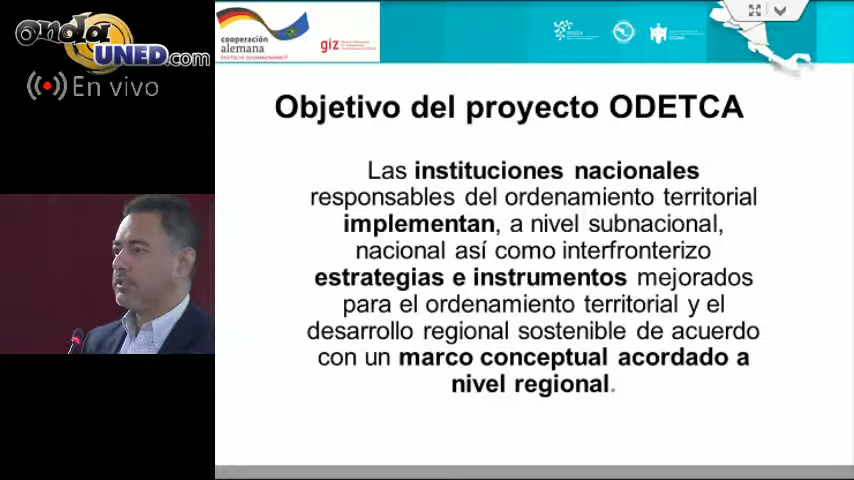 onda
UNED.com
En vivo
cooperación
alemana
DEUTSCHE ZUSAMMENARBEIT
giz
Objetivo del proyecto ODETCA
Las instituciones nacionales
responsables del ordenamiento territorial
implementan, a nivel subnacional,
nacional así como interfronterizo
estrategias e instrumentos mejorados
para el ordenamiento territorial y el
desarrollo regional sostenible de acuerdo
con un marco conceptual acordado a
nivel regional.